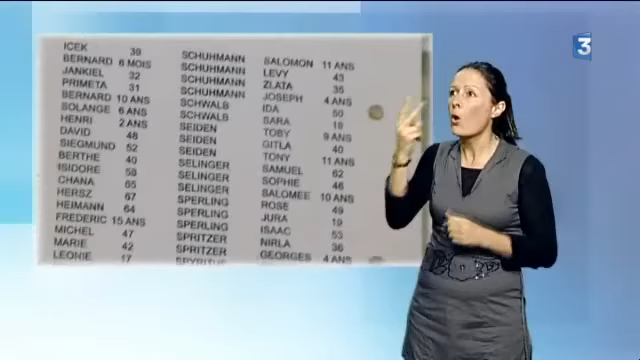 3
ICEK 39
BERNARD 6 MOIS
JANKIEL 32
PRIMETA 31
BERNARD 10 ANS
SOLANGE 6 ANS
HENRI 2 ANS
DAVID 48
SIEGMUND 52
BERTHE 40
ISIDORE 58
CHANA 65
HERSZ 67
HEIMANN 64
FREDERIC 15 ANS
MICHEL 47
MARIE 42
LEONIE 17
SCHUHMANN SALOMON 11 ANS
SCHUHMANN LEVY 43
SCHUHMANN ZLATA 35
SCHUHMANN JOSEPH 4 ANS
SCHWALB IDA 50
SCHWALB SARA 18
SEIDEN TOBY 9 ANS
SEIDEN GITLA 40
SEIDEN TONY 11 ANS
SELINGER SAMUEL 62
SELINGER SOPHIE 46
SELINGER SALOMEE 10 ANS
SPERLING ROSE 49
SPERLING JURA 19
SPERLING ISAAC 53
SPRITZER NIRLA 36
SPRITZER GEORGES 4 ANS